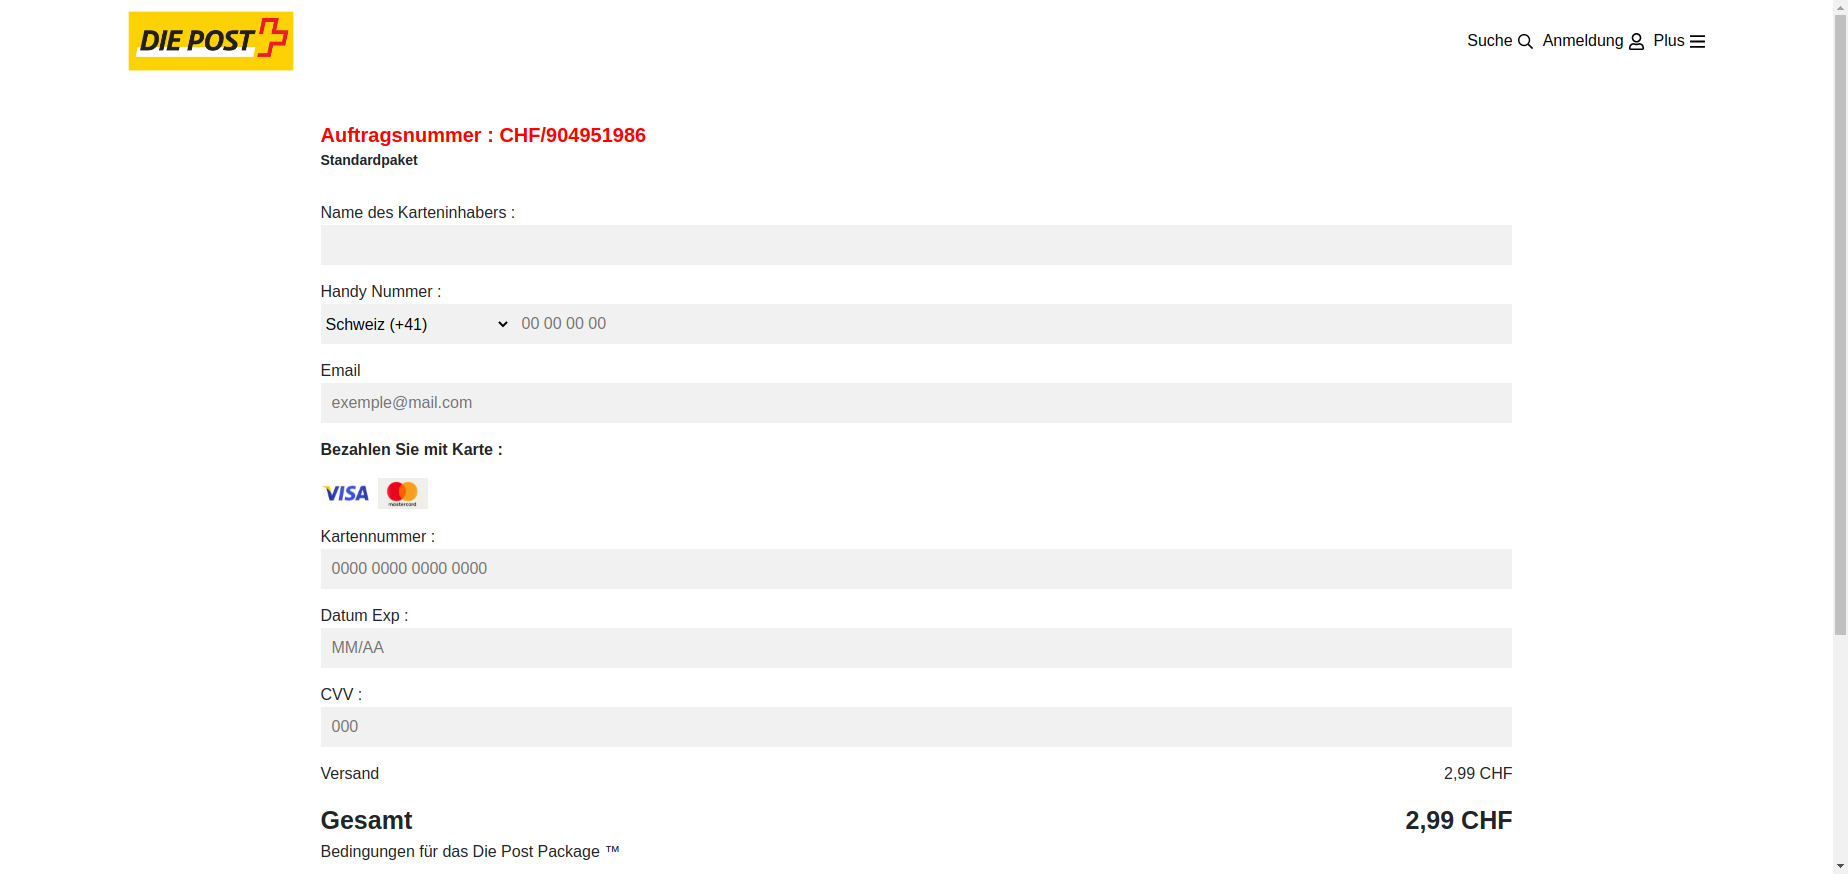 DIE POST
Suche Anmeldung Plus
Auftragsnummer : CHF/904951986
Standardpaket
Name des Karteninhabers :
Handy Nummer :
Schweiz (+41) 00 00 00 00
Email
exemple@mail.com
Bezahlen Sie mit Karte :
VISA mastercard
Kartennummer :
0000 0000 0000 0000
Datum Exp :
MM/AA
CVV :
000
Versand 2,99 CHF
Gesamt 2,99 CHF
Bedingungen für das Die Post Package ™